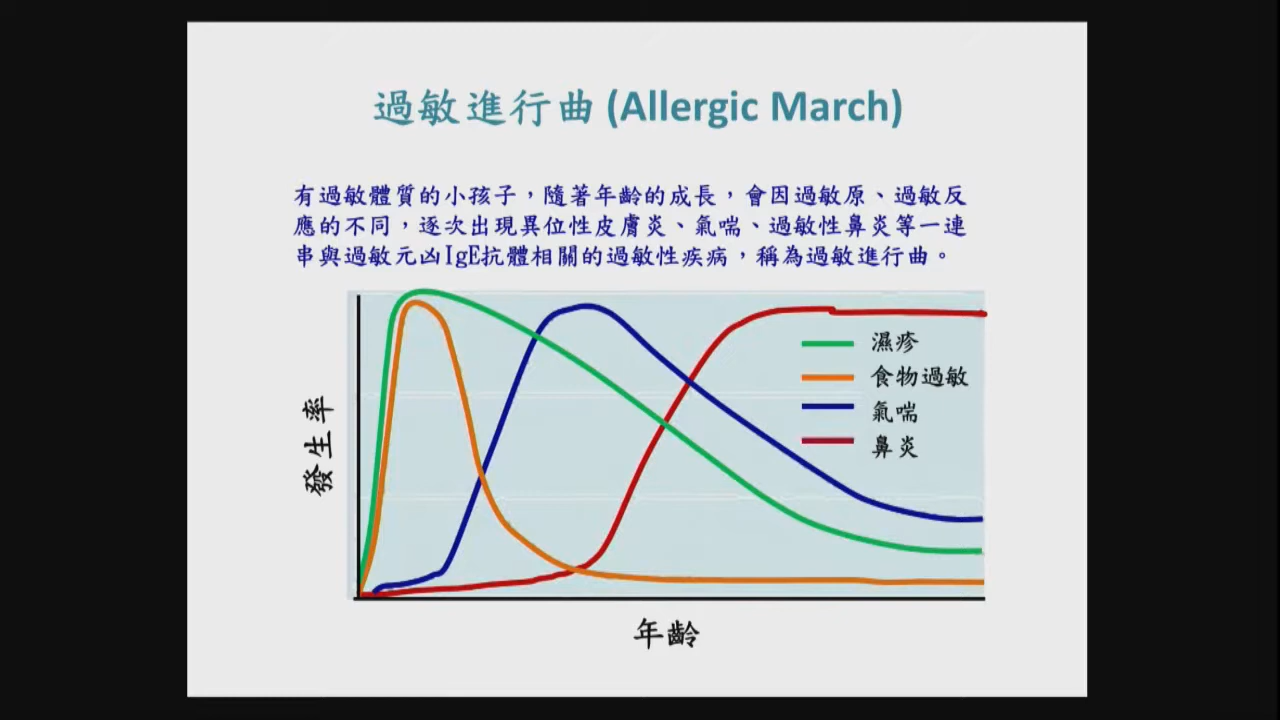 過敏進行曲 (Allergic March)
有過敏體質的小孩子，隨著年齡的成長，會因過敏原、過敏反
應的不同，逐次出現異位性皮膚炎、氣喘、過敏性鼻炎等一連
串與過敏元凶IgE抗體相關的過敏性疾病，稱為過敏進行曲。
濕疹
食物過敏
氣喘
鼻炎
發生率
年齡